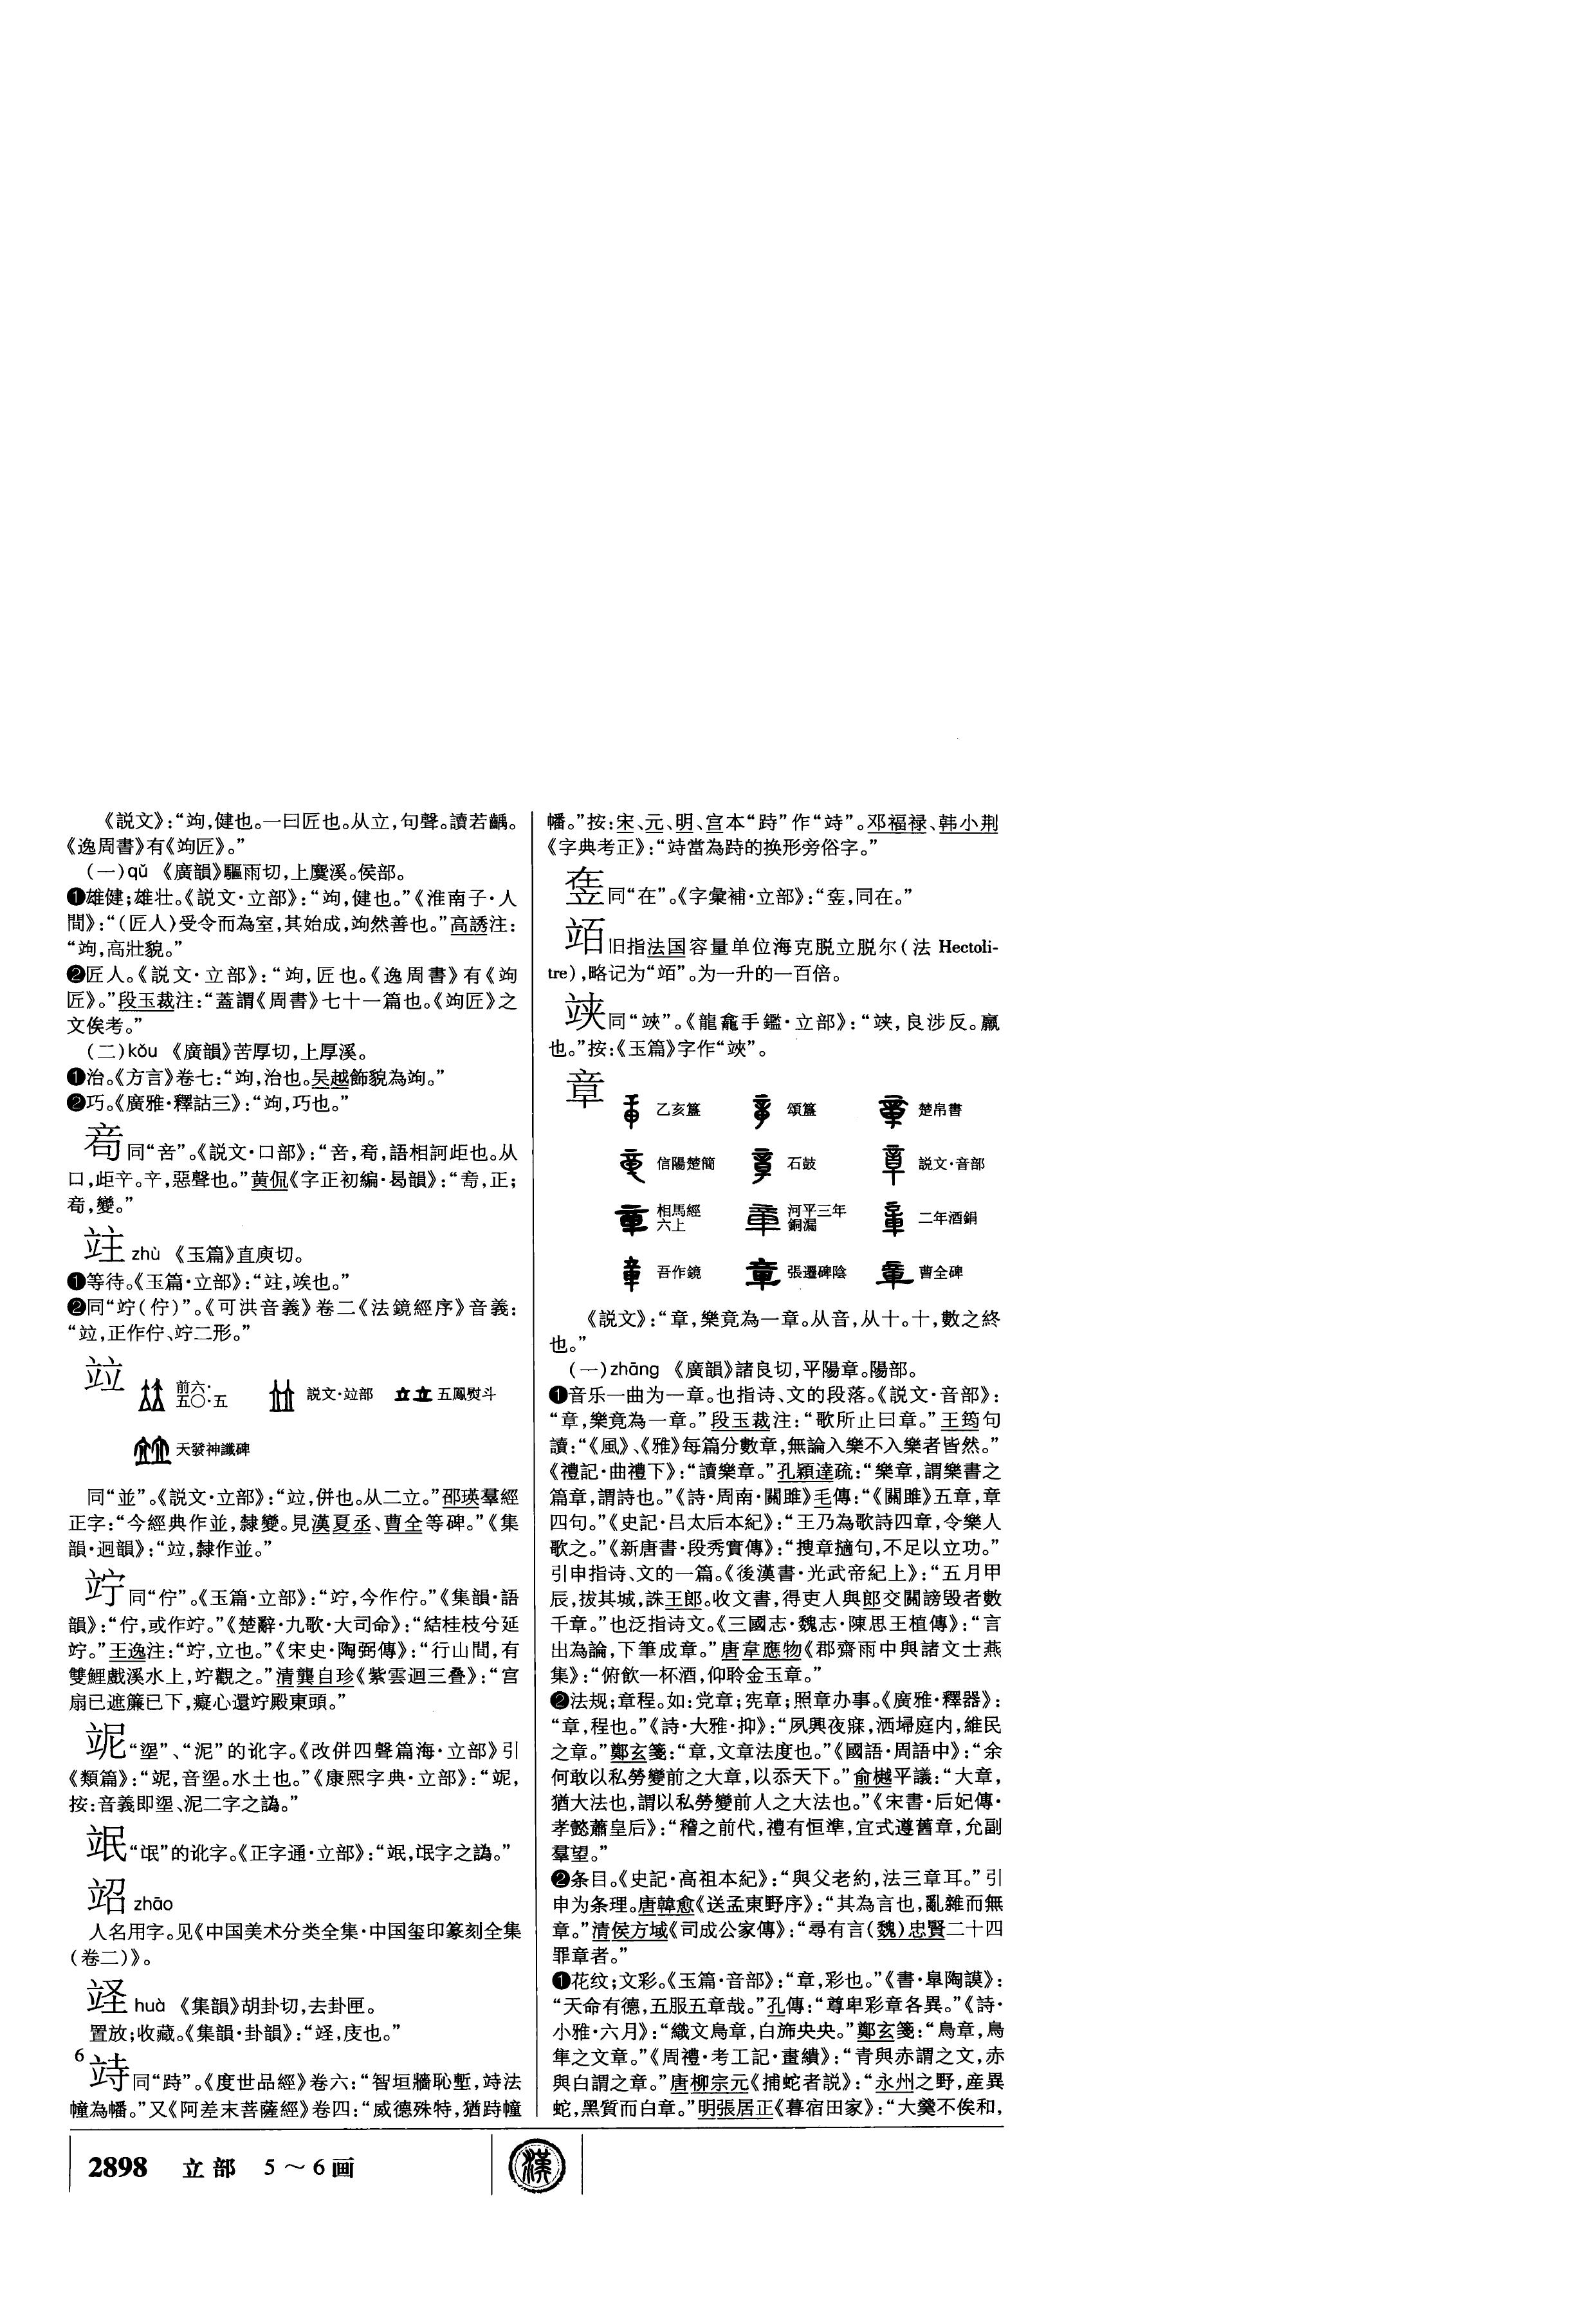 《説文》：“竘，健也。一曰匠也。从立，句聲。讀若齲。
《逸周書》有《竘匠》。”
（一）qǔ 《廣韻》驅雨切，上麌溪。侯部。
❶雄健；雄壮。《説文·立部》：“竘，健也。”《淮南子·人
間》：“（匠人）受令而為室，其始成，竘然善也。”高誘注：
“竘，高壯貌。”
❷匠人。《説文·立部》：“竘，匠也。《逸周書》有《竘
匠》。”段玉裁注：“蓋謂《周書》七十一篇也。《竘匠》之
文俟考。”
（二）kǒu 《廣韻》苦厚切，上厚溪。
❶治。《方言》卷七：“竘，治也。吴越飾貌為竘。”
❷巧。《廣雅·釋詁三》：“竘，巧也。”
同“咅”。《説文·口部》：“咅，語相訶歫也。从
口，歫䇂。䇂，惡聲也。”黄侃《字正初編·曷韻》：“正；
變。”
竚 zhù 《玉篇》直庾切。
❶等待。《玉篇·立部》：“䇠，竢也。”
❷同“竚（佇）”。《可洪音義》卷二《法鏡經序》音義：
“竝，正作佇、竚二形。”
竝 前六·五〇·五 説文·竝部 五鳳熨斗
天發神讖碑
同“並”。《説文·立部》：“竝，併也。从二立。”邵瑛羣經
正字：“今經典作並，隸變。見漢夏丞、曹全等碑。”《集
韻·迥韻》：“竝，隸作並。”
竚同“佇”。《玉篇·立部》：“竚，今作佇。”《集韻·語
韻》：“佇，或作竚。”《楚辭·九歌·大司命》：“結桂枝兮延
竚。”王逸注：“竚，立也。”《宋史·陶弼傳》：“行山間，有
雙鯉戲溪水上，竚觀之。”清龔自珍《紫雲迴三叠》：“宫
扇已遮簾已下，癡心還竚殿東頭。”
“埿”、“泥”的讹字。《改併四聲篇海·立部》引
《類篇》：“音埿。水土也。”《康熙字典·立部》：“
按：音義即埿、泥二字之譌。”
“氓”的讹字。《正字通·立部》：“氓字之譌。”
㕚 zhāo
人名用字。见《中国美术分类全集·中国玺印篆刻全集
（卷二）》。
huà 《集韻》胡卦切，去卦匣。
置放；收藏。《集韻·卦韻》：“庋也。”
6
同“跱”。《度世品經》卷六：“智垣牆恥塹，法
幢為幡。”又《阿差末菩薩經》卷四：“威德殊特，猶跱幢
幡。”按：宋、元、明、宫本“跱”作“”。邓福禄、韩小荆
《字典考正》：“當為跱的换形旁俗字。”
同“在”。《字彙補·立部》：“同在。”
竡旧指法国容量单位海克脱立脱尔（法 Hectoli-
tre），略记为“竡”。为一升的一百倍。
同“䇲”。《龍龕手鑑·立部》：“良涉反。羸
也。”按：《玉篇》字作“”。
章 乙亥簋 頌簋 楚帛書
信陽楚簡 石鼓 説文·音部
相馬經六上 河平三年銅漏 二年酒鋗
吾作鏡 張遷碑陰 曹全碑
《説文》：“章，樂竟為一章。从音，从十。十，數之終
也。”
（一）zhāng 《廣韻》諸良切，平陽章。陽部。
❶音乐一曲为一章。也指诗、文的段落。《説文·音部》：
“章，樂竟為一章。”段玉裁注：“歌所止曰章。”王筠句
讀：“《風》、《雅》每篇分數章，無論入樂不入樂者皆然。”
《禮記·曲禮下》：“讀樂章。”孔穎達疏：“樂章，謂樂書之
篇章，謂詩也。”《詩·周南·關雎》毛傳：“《關雎》五章，章
四句。”《史記·吕太后本紀》：“王乃為歌詩四章，令樂人
歌之。”《新唐書·段秀實傳》：“搜章擿句，不足以立功。”
引申指诗、文的一篇。《後漢書·光武帝紀上》：“五月甲
辰，拔其城，誅王郎。收文書，得吏人與郎交關謗毁者數
千章。”也泛指诗文。《三國志·魏志·陳思王植傳》：“言
出為論，下筆成章。”唐韋應物《郡齋雨中與諸文士燕
集》：“俯飲一杯酒，仰聆金玉章。”
❷法规；章程。如：党章；宪章；照章办事。《廣雅·釋器》：
“章，程也。”《詩·大雅·抑》：“夙興夜寐，洒埽庭内，維民
之章。”鄭玄箋：“章，文章法度也。”《國語·周語中》：“余
何敢以私勞變前之大章，以忝天下。”俞樾平議：“大章，
猶大法也，謂以私勞變前人之大法也。”《宋書·后妃傳·
孝懿蕭皇后》：“稽之前代，禮有恒準，宜式遵舊章，允副
羣望。”
❷条目。《史記·高祖本紀》：“與父老約，法三章耳。”引
申为条理。唐韓愈《送孟東野序》：“其為言也，亂雜而無
章。”清侯方域《司成公家傳》：“尋有言（魏）忠賢二十四
罪章者。”
❶花纹；文彩。《玉篇·音部》：“章，彩也。”《書·皐陶謨》：
“天命有德，五服五章哉。”孔傳：“尊卑彩章各異。”《詩·
小雅·六月》：“織文鳥章，白斾央央。”鄭玄箋：“鳥章，鳥
隼之文章。”《周禮·考工記·畫繢》：“青與赤謂之文，赤
與白謂之章。”唐柳宗元《捕蛇者説》：“永州之野，産異
蛇，黑質而白章。”明張居正《暮宿田家》：“大羹不俟和，
2898 立部 5～6画
漢